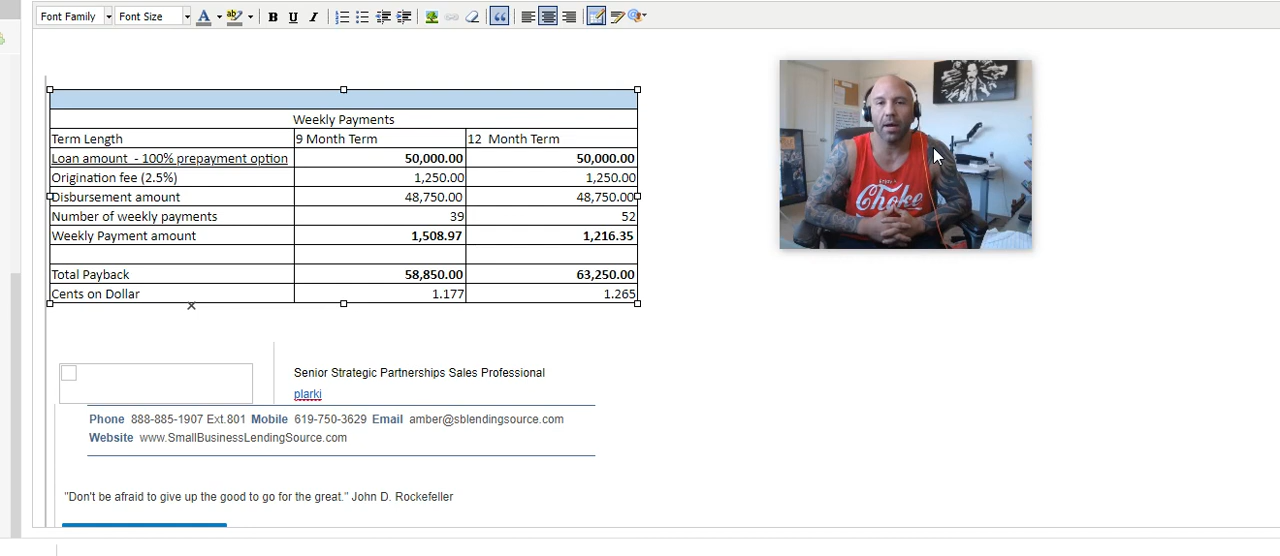 Font Family Font Size A ab B U I
Weekly Payments
Term Length 9 Month Term 12 Month Term
Loan amount - 100% prepayment option 50,000.00 50,000.00
Origination fee (2.5%) 1,250.00 1,250.00
Disbursement amount 48,750.00 48,750.00
Number of weekly payments 39 52
Weekly Payment amount 1,508.97 1,216.35
Total Payback 58,850.00 63,250.00
Cents on Dollar 1.177 1.265
Enjoy
Choke
Senior Strategic Partnerships Sales Professional
plarki
Phone 888-885-1907 Ext.801 Mobile 619-750-3629 Email amber@sblendingsource.com
Website www.SmallBusinessLendingSource.com
"Don't be afraid to give up the good to go for the great." John D. Rockefeller